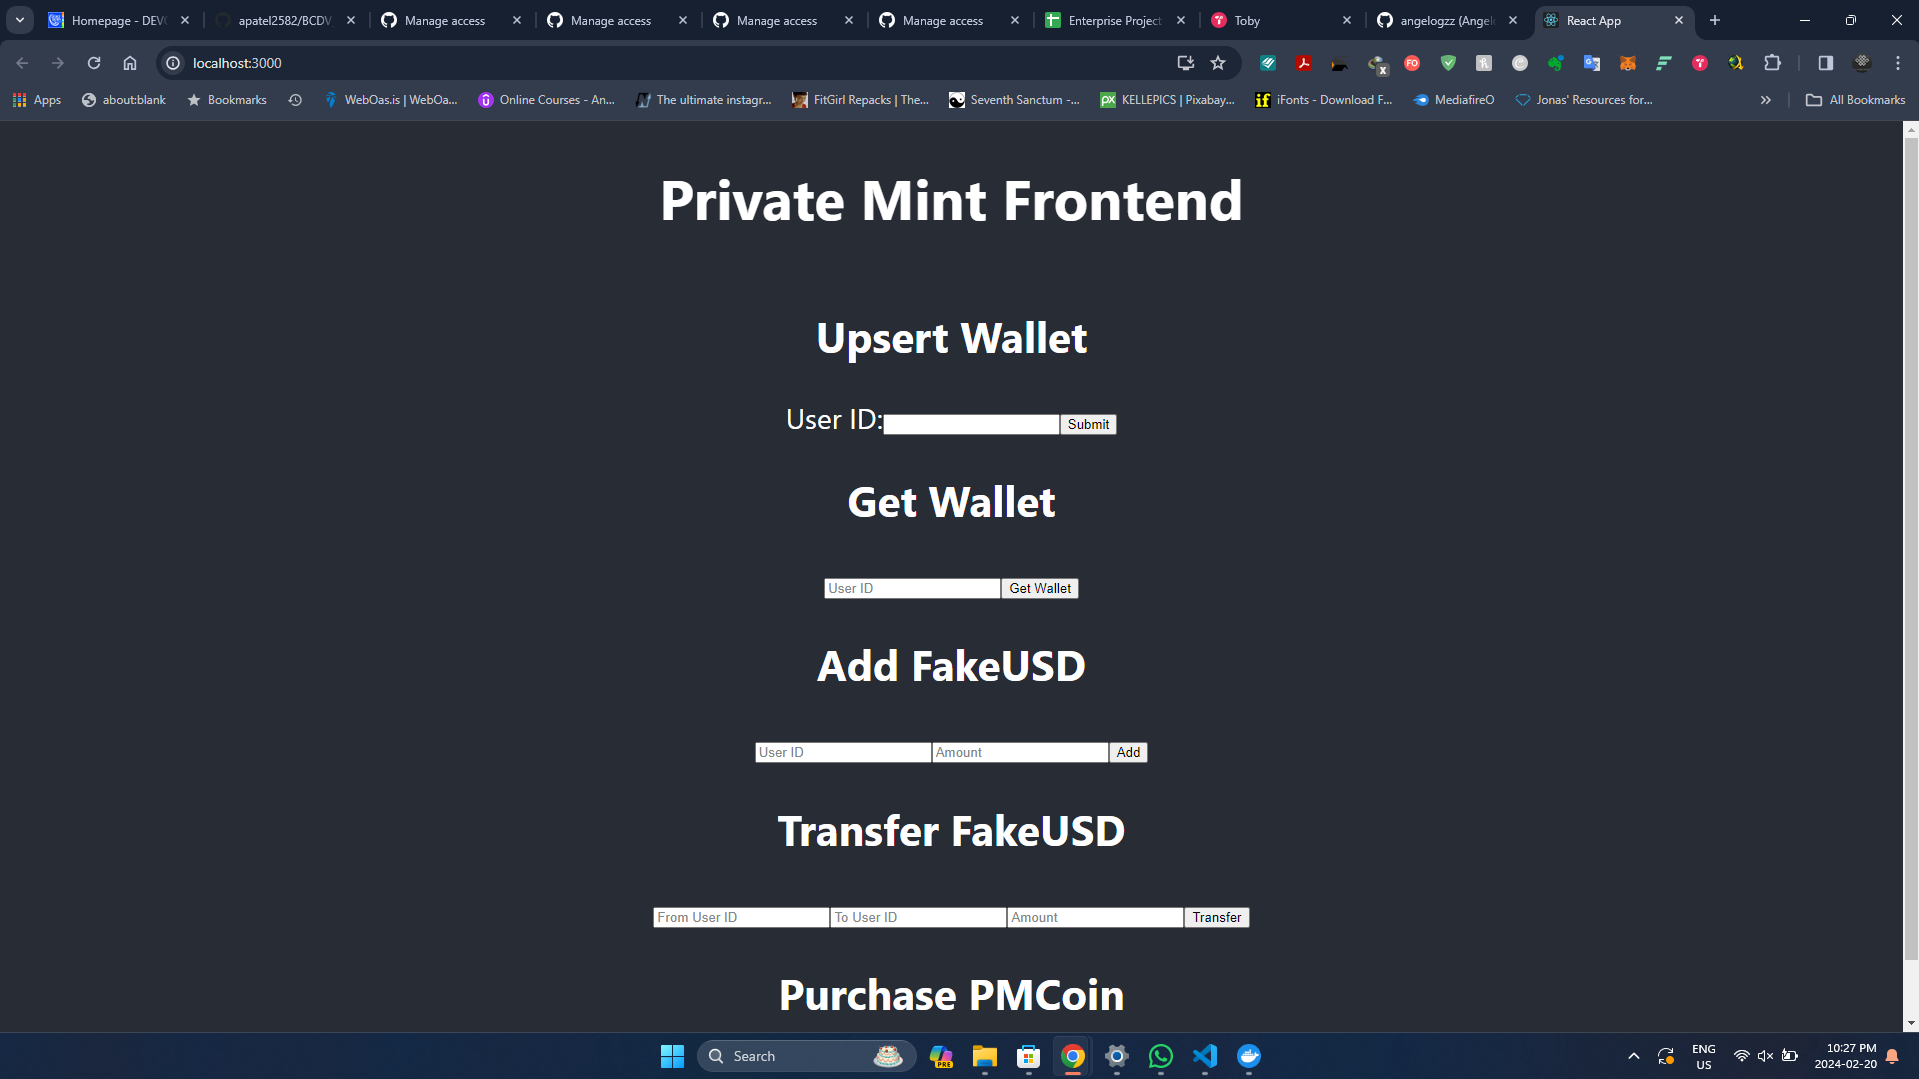 Homepage - DEVC
apatel2582/BCDV
Manage access
Manage access
Manage access
Manage access
Enterprise Project
Toby
angelogzz (Angel
React App
localhost:3000
Apps
about:blank
Bookmarks
WebOas.is | WebOa...
Online Courses - An...
The ultimate instagr...
FitGirl Repacks | The...
Seventh Sanctum -...
KELLEPICS | Pixabay...
iFonts - Download F...
MediafireO
Jonas' Resources for...
All Bookmarks
Private Mint Frontend
Upsert Wallet
User ID: Submit
Get Wallet
User ID Get Wallet
Add FakeUSD
User ID Amount Add
Transfer FakeUSD
From User ID To User ID Amount Transfer
Purchase PMCoin
Search
PRE
ENG
US
10:27 PM
2024-02-20